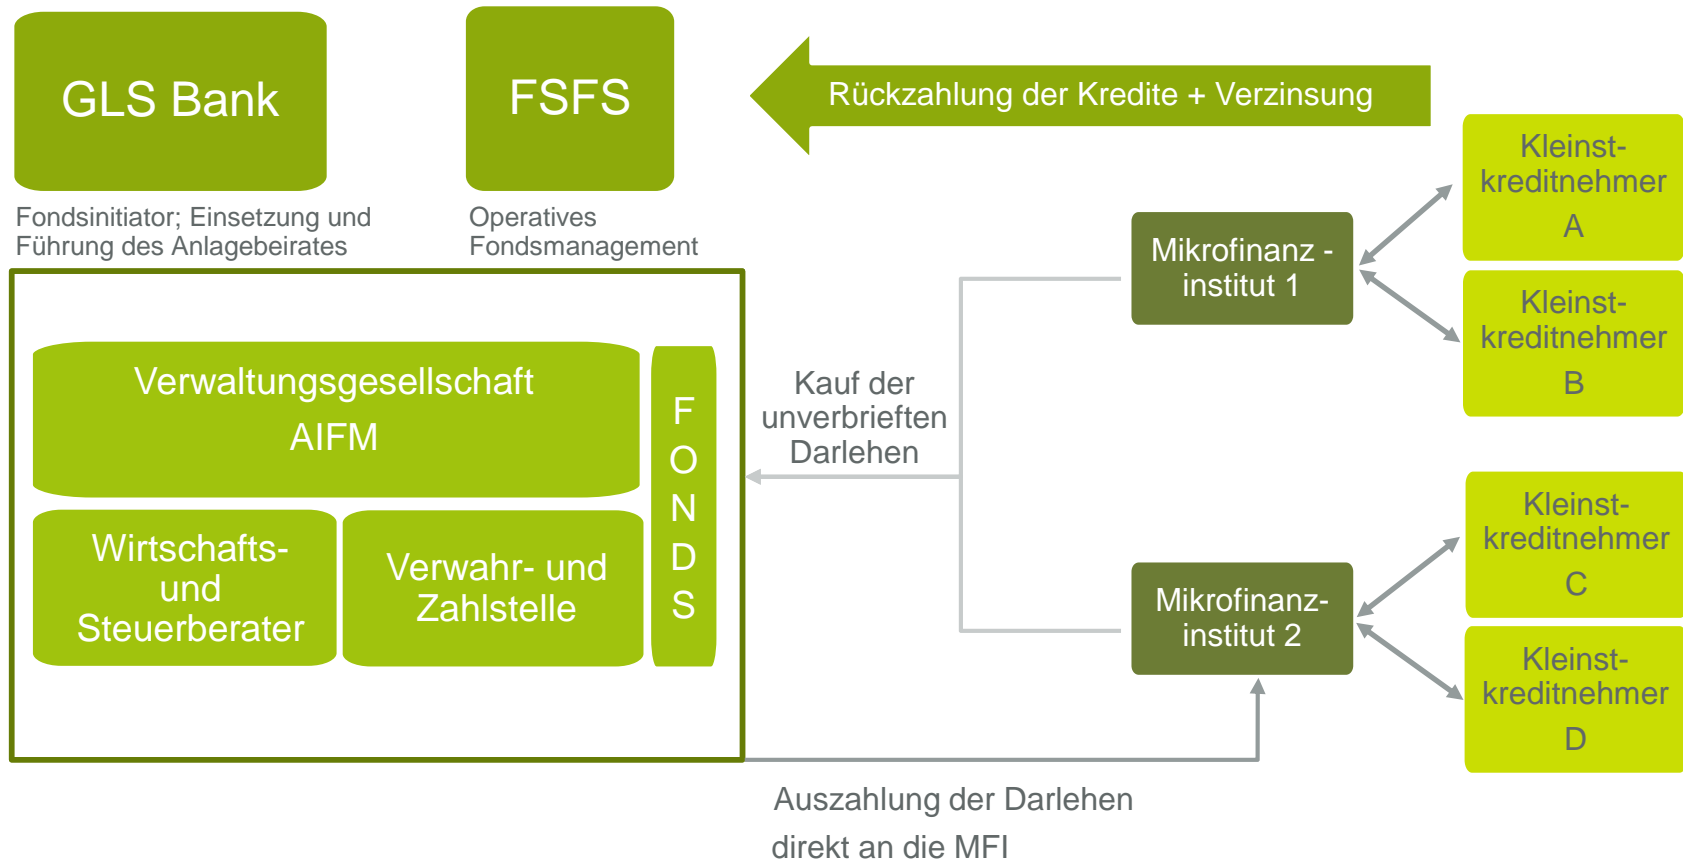 GLS Bank
FSFS
Rückzahlung der Kredite + Verzinsung
Fondsinitiator; Einsetzung und
Führung des Anlagebeirates
Operatives
Fondsmanagement
Verwaltungsgesellschaft
AIFM
Wirtschafts-
und
Steuerberater
Verwahr- und
Zahlstelle
F
O
N
D
S
Kauf der
unverbrieften
Darlehen
Mikrofinanz -
institut 1
Kleinst-
kreditnehmer
A
Kleinst-
kreditnehmer
B
Mikrofinanz-
institut 2
Kleinst-
kreditnehmer
C
Kleinst-
kreditnehmer
D
Auszahlung der Darlehen
direkt an die MFI